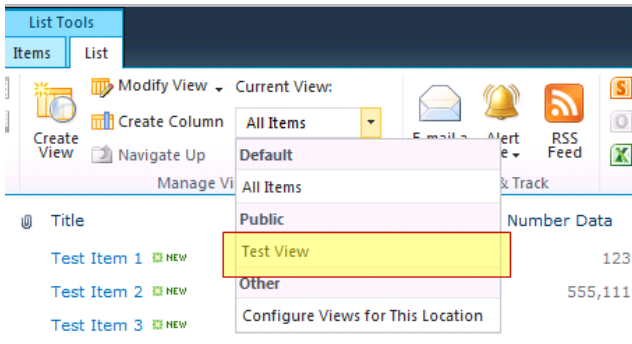 List Tools
Items List
Modify View Current View:
Create Column All Items
Create View
Navigate Up
Alert
RSS Feed
Manage
& Track
Default
All Items
Public
Test View
Other
Configure Views for This Location
Title Number Data
Test Item 1 NEW 123
Test Item 2 NEW 555,111
Test Item 3 NEW